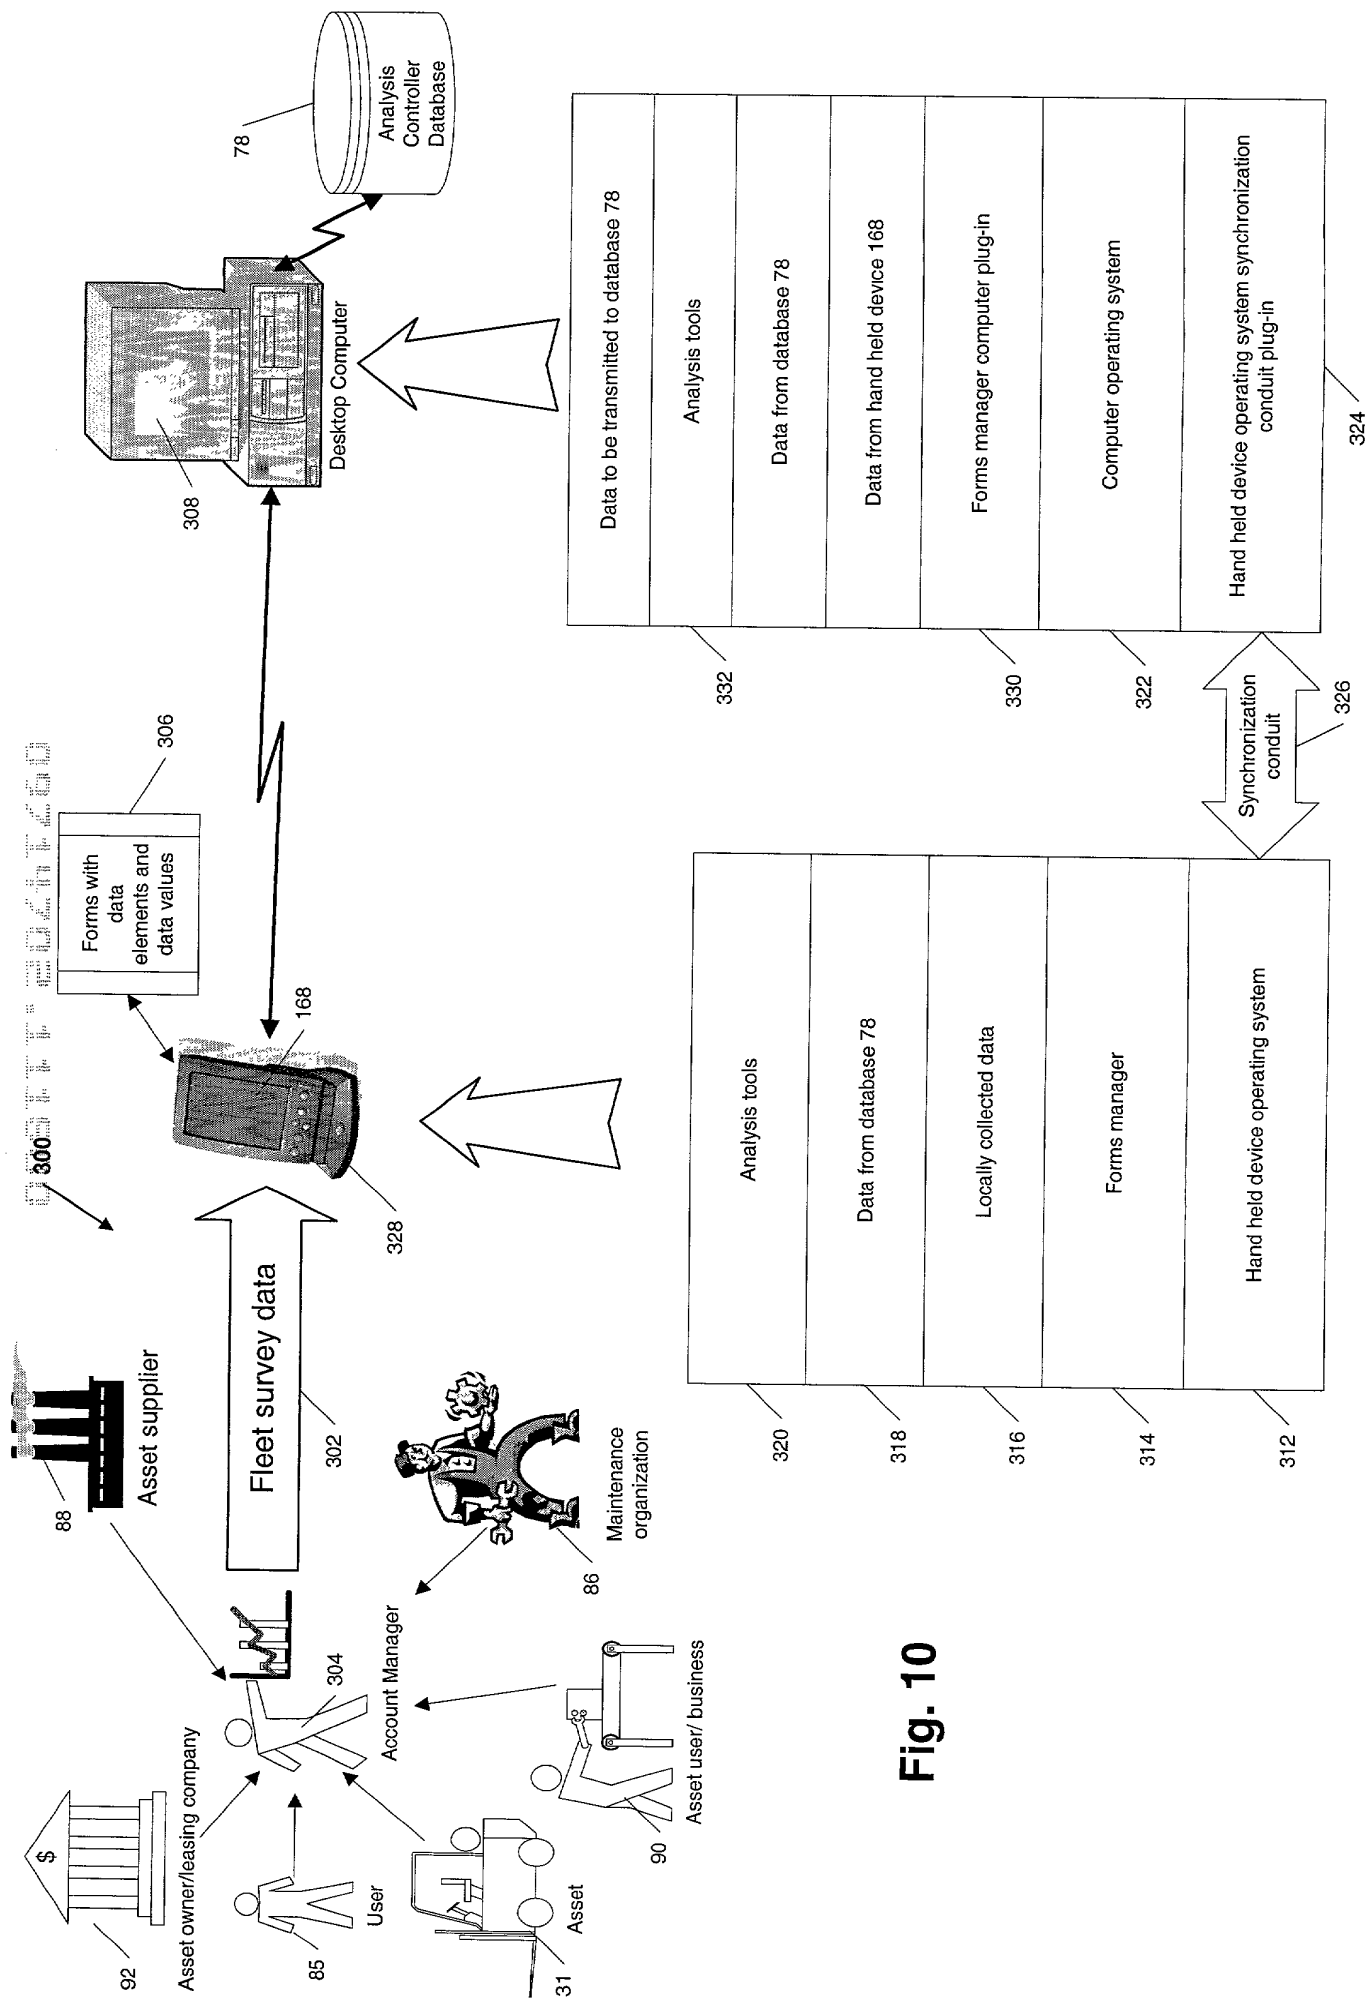 300
$
92
Asset owner/leasing company
88
Asset supplier
85
User
304
Account Manager
31
Asset
90
Asset user/ business
86
Maintenance
organization
Fleet survey data
302
328
168
Forms with
data
elements and
data values
306
308
Desktop Computer
78
Analysis
Controller
Database
320
Analysis tools
318
Data from database 78
316
Locally collected data
314
Forms manager
312
Hand held device operating system
Synchronization
conduit
326
Data to be transmitted to database 78
332
Analysis tools
Data from database 78
Data from hand held device 168
330
Forms manager computer plug-in
322
Computer operating system
Hand held device operating system synchronization
conduit plug-in
324
Fig. 10